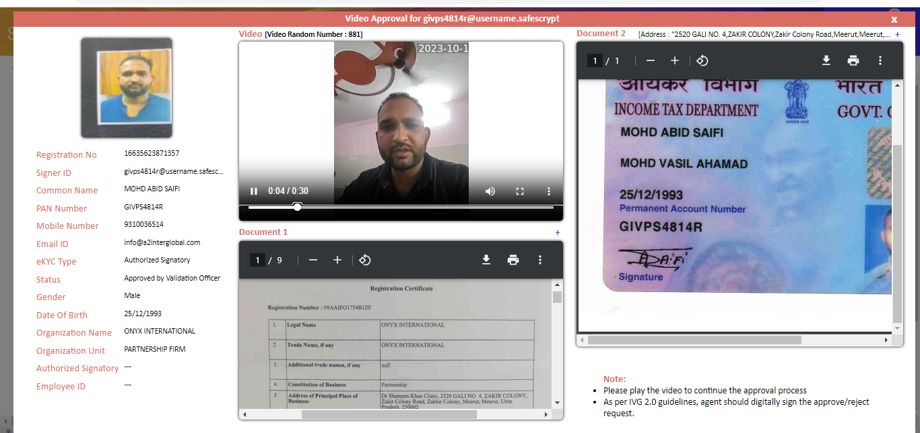 Video Approval for givps4814r@username.safescrypt
x
Registration No 16635623871357
Signer ID givps4814r@username.safesc...
Common Name MOHD ABID SAIFI
PAN Number GIVPS4814R
Mobile Number 9310036514
Email ID info@a2interglobal.com
eKYC Type Authorized Signatory
Status Approved by Validation Officer
Gender Male
Date Of Birth 25/12/1993
Organization Name ONYX INTERNATIONAL
Organization Unit PARTNERSHIP FIRM
Authorized Signatory ---
Employee ID ---
Video [Video Random Number : 881]
2023-10-1
0:04 / 0:30
Document 1 +
1 / 9
Registration Certificate
Registration Number : 09AAIFO1794B1ZF
1. Legal Name ONYX INTERNATIONAL
2. Trade Name, if any ONYX INTERNATIONAL
3. Additional trade names, if any null
4. Constitution of Business Partnership
5. Address of Principal Place of Business Dr Shameem Khan Clinic, 2520 GALI NO. 4, ZAKIR COLONY,
Zakir Colony Road, Zakhir Colony, Meerut, Meerut, Uttar
Pradesh, 250002
Document 2 [Address : "2520 GALI NO. 4,ZAKIR COLONY,Zakir Colony Road,Meerut,Meerut,... +
1 / 1
आयकर विभाग भारत
INCOME TAX DEPARTMENT GOVT.
MOHD ABID SAIFI
MOHD VASIL AHAMAD
25/12/1993
Permanent Account Number
GIVPS4814R
Signature
Note:
• Please play the video to continue the approval process
• As per IVG 2.0 guidelines, agent should digitally sign the approve/reject
request.